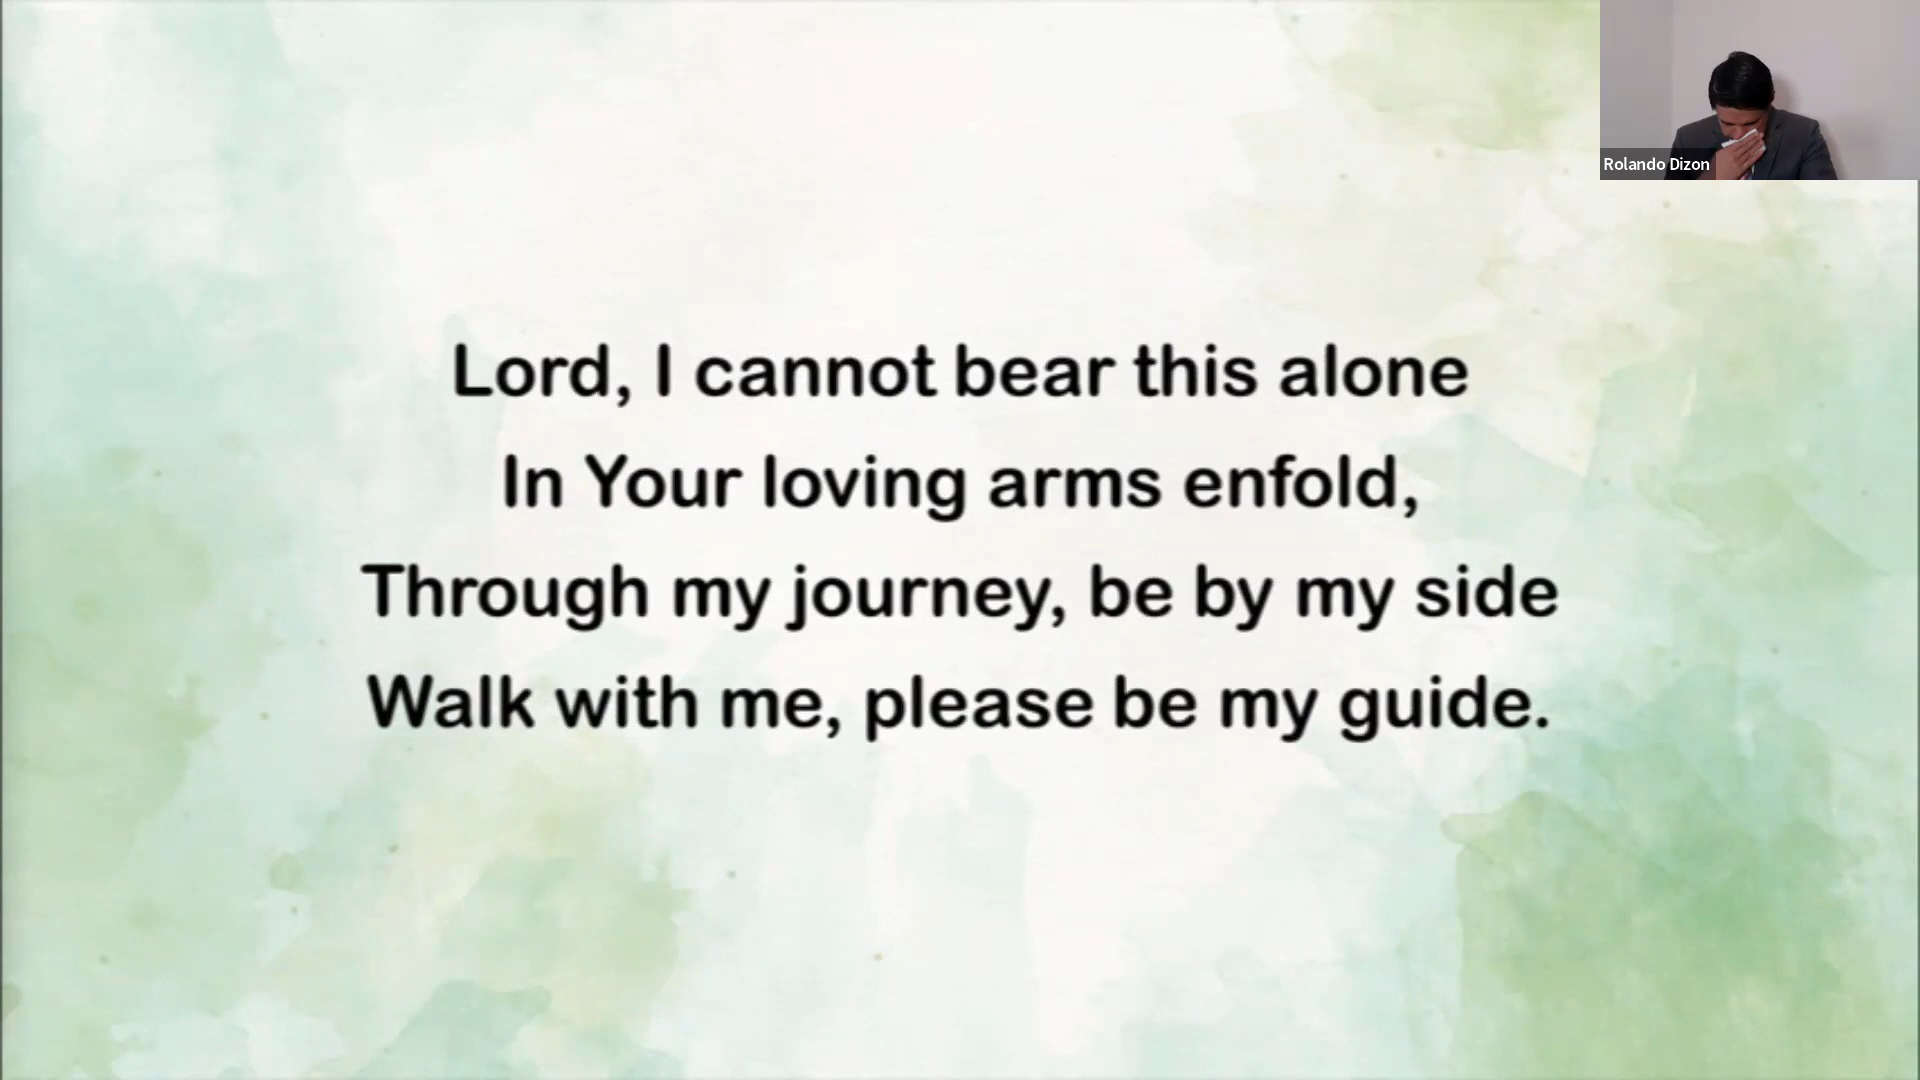 Rolando Dizon
Lord, I cannot bear this alone
In Your loving arms enfold,
Through my journey, be by my side
Walk with me, please be my guide.